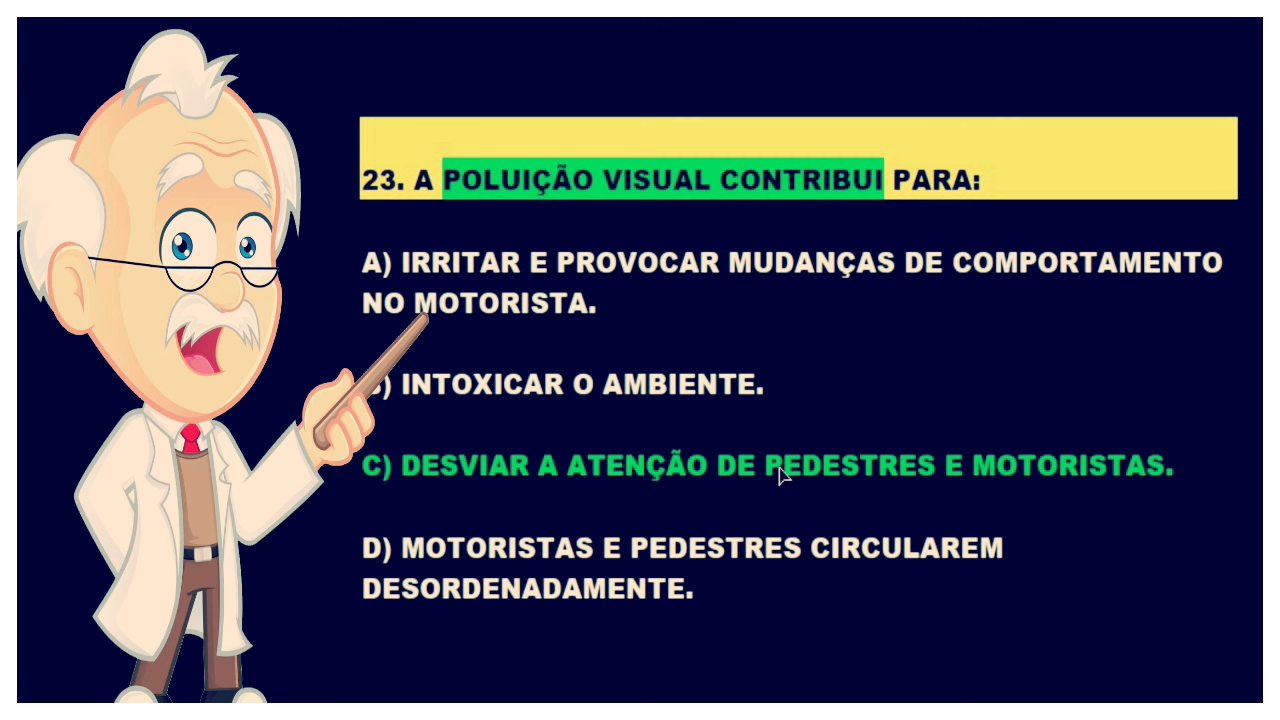 23. A POLUIÇÃO VISUAL CONTRIBUI PARA:
A) IRRITAR E PROVOCAR MUDANÇAS DE COMPORTAMENTO
NO MOTORISTA.
B) INTOXICAR O AMBIENTE.
C) DESVIAR A ATENÇÃO DE PEDESTRES E MOTORISTAS.
D) MOTORISTAS E PEDESTRES CIRCULAREM
DESORDENADAMENTE.